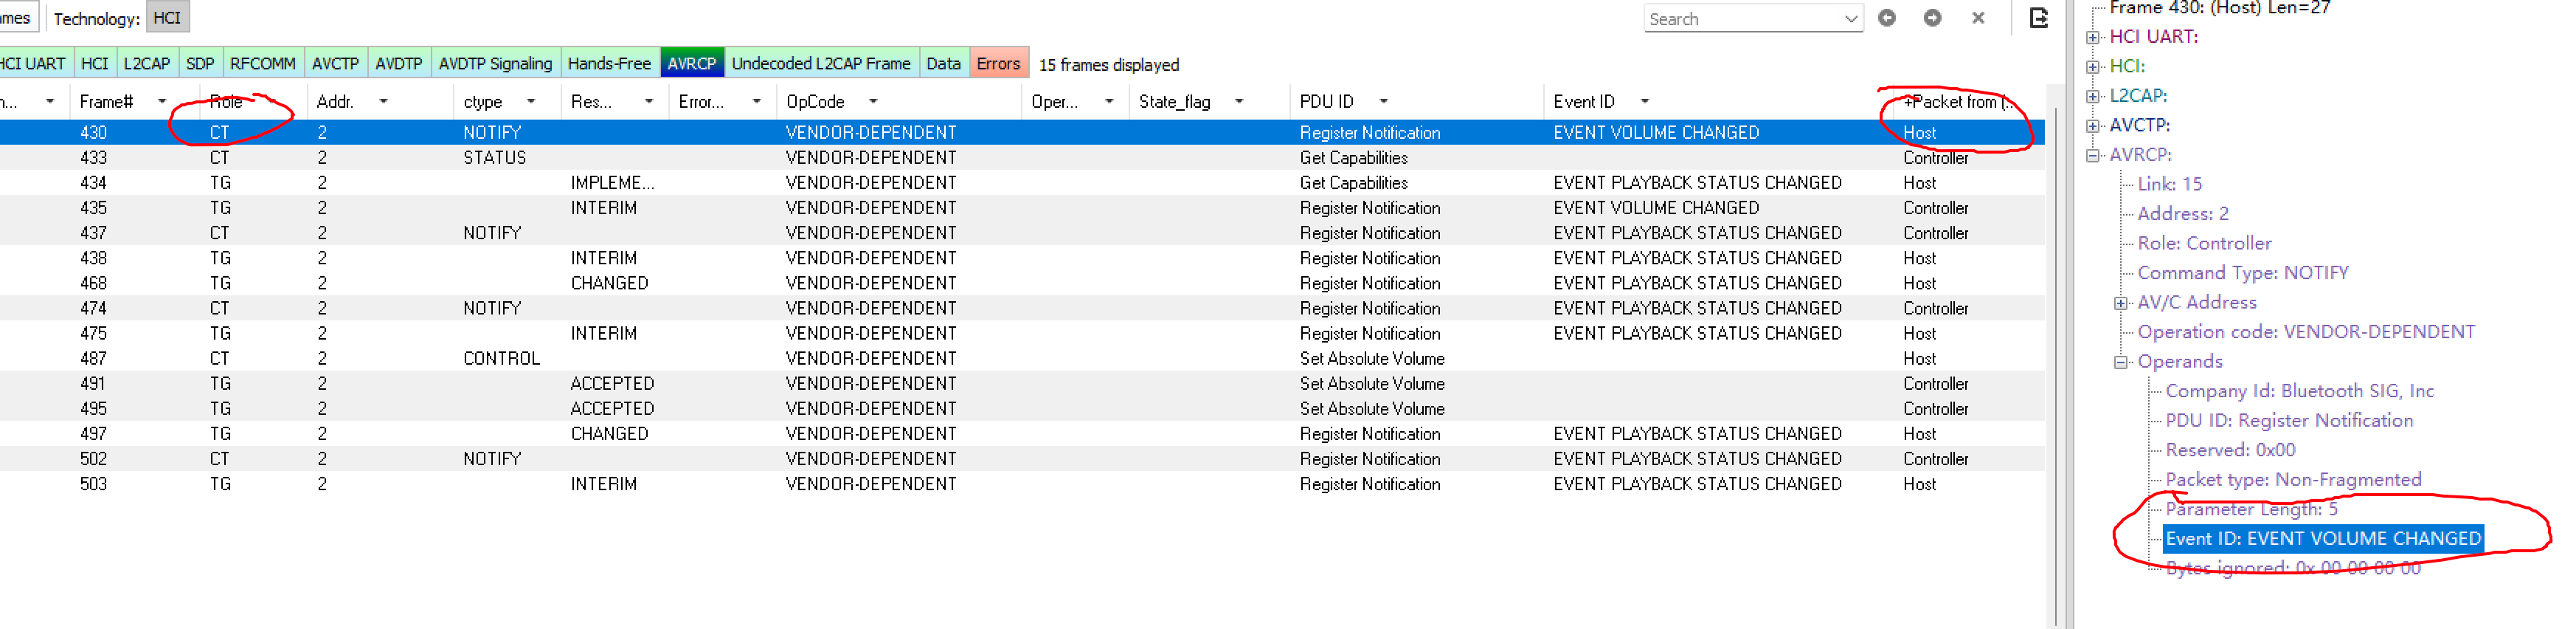 mes Technology: HCI Search
HCI UART HCI L2CAP SDP RFCOMM AVCTP AVDTP AVDTP Signaling Hands-Free AVRCP Undecoded L2CAP Frame Data Errors 15 frames displayed
Frame# Role Addr. ctype Res... Error... OpCode Oper... State_flag PDU ID Event ID +Packet from (..
430 CT 2 NOTIFY VENDOR-DEPENDENT Register Notification EVENT VOLUME CHANGED Host
433 CT 2 STATUS VENDOR-DEPENDENT Get Capabilities Controller
434 TG 2 IMPLEME... VENDOR-DEPENDENT Get Capabilities EVENT PLAYBACK STATUS CHANGED Host
435 TG 2 INTERIM VENDOR-DEPENDENT Register Notification EVENT VOLUME CHANGED Controller
437 CT 2 NOTIFY VENDOR-DEPENDENT Register Notification EVENT PLAYBACK STATUS CHANGED Controller
438 TG 2 INTERIM VENDOR-DEPENDENT Register Notification EVENT PLAYBACK STATUS CHANGED Host
468 TG 2 CHANGED VENDOR-DEPENDENT Register Notification EVENT PLAYBACK STATUS CHANGED Host
474 CT 2 NOTIFY VENDOR-DEPENDENT Register Notification EVENT PLAYBACK STATUS CHANGED Controller
475 TG 2 INTERIM VENDOR-DEPENDENT Register Notification EVENT PLAYBACK STATUS CHANGED Host
487 CT 2 CONTROL VENDOR-DEPENDENT Set Absolute Volume Host
491 TG 2 ACCEPTED VENDOR-DEPENDENT Set Absolute Volume Controller
495 TG 2 ACCEPTED VENDOR-DEPENDENT Set Absolute Volume Controller
497 TG 2 CHANGED VENDOR-DEPENDENT Register Notification EVENT PLAYBACK STATUS CHANGED Host
502 CT 2 NOTIFY VENDOR-DEPENDENT Register Notification EVENT PLAYBACK STATUS CHANGED Controller
503 TG 2 INTERIM VENDOR-DEPENDENT Register Notification EVENT PLAYBACK STATUS CHANGED Host
Frame 430: (Host) Len=27
HCI UART:
HCI:
L2CAP:
AVCTP:
AVRCP:
Link: 15
Address: 2
Role: Controller
Command Type: NOTIFY
AV/C Address
Operation code: VENDOR-DEPENDENT
Operands
Company Id: Bluetooth SIG, Inc
PDU ID: Register Notification
Reserved: 0x00
Packet type: Non-Fragmented
Parameter Length: 5
Event ID: EVENT VOLUME CHANGED
Bytes ignored: 0x 00 00 00 00